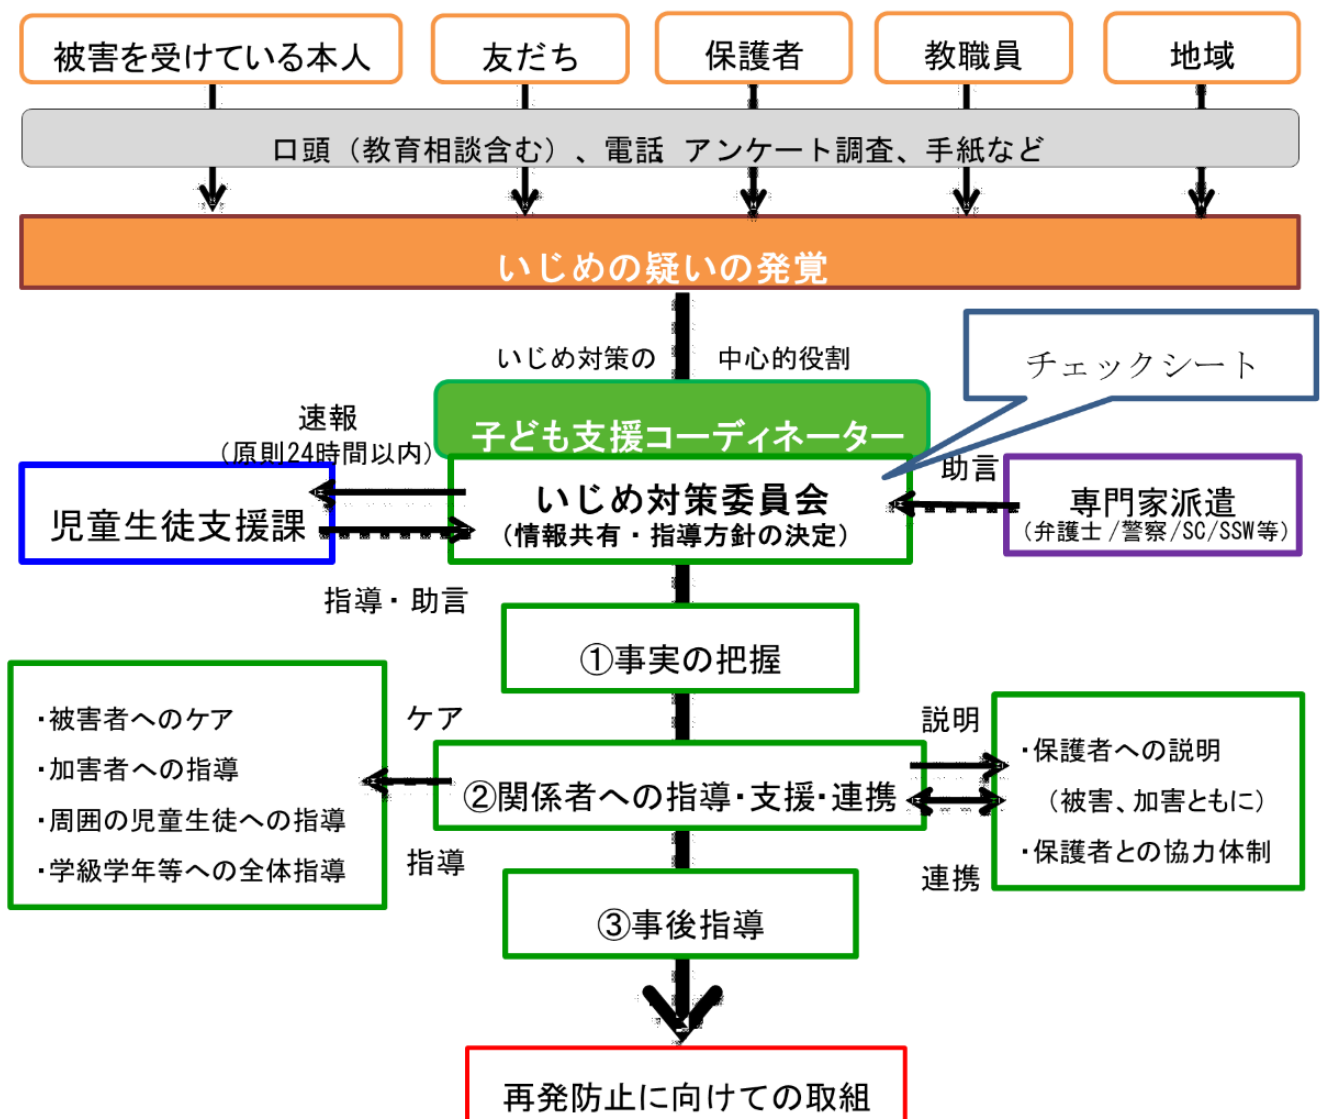 被害を受けている本人
友だち
保護者
教職員
地域
口頭（教育相談含む）、電話、アンケート調査、手紙など
いじめの疑いの発覚
いじめ対策の 中心的役割
チェックシート
子ども支援コーディネーター
速報
（原則24時間以内）
児童生徒支援課
いじめ対策委員会
（情報共有・指導方針の決定）
助言
専門家派遣
（弁護士/警察/SC/SSW等）
指導・助言
①事実の把握
・被害者へのケア
・加害者への指導
・周囲の児童生徒への指導
・学級学年等への全体指導
ケア
指導
②関係者への指導・支援・連携
説明
連携
・保護者への説明
（被害、加害ともに）
・保護者との協力体制
③事後指導
再発防止に向けての取組